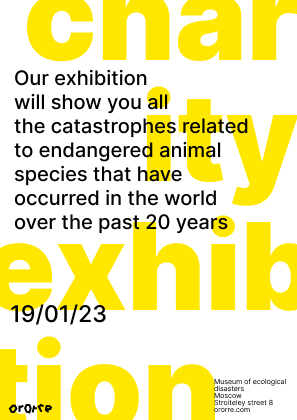 char
ity
exhib
ition
Our exhibition
will show you all
the catastrophes related
to endangered animal
species that have
occurred in the world
over the past 20 years
19/01/23
Museum of ecological
disasters
Moscow
Stroiteley street 8
ororre.com
ororre